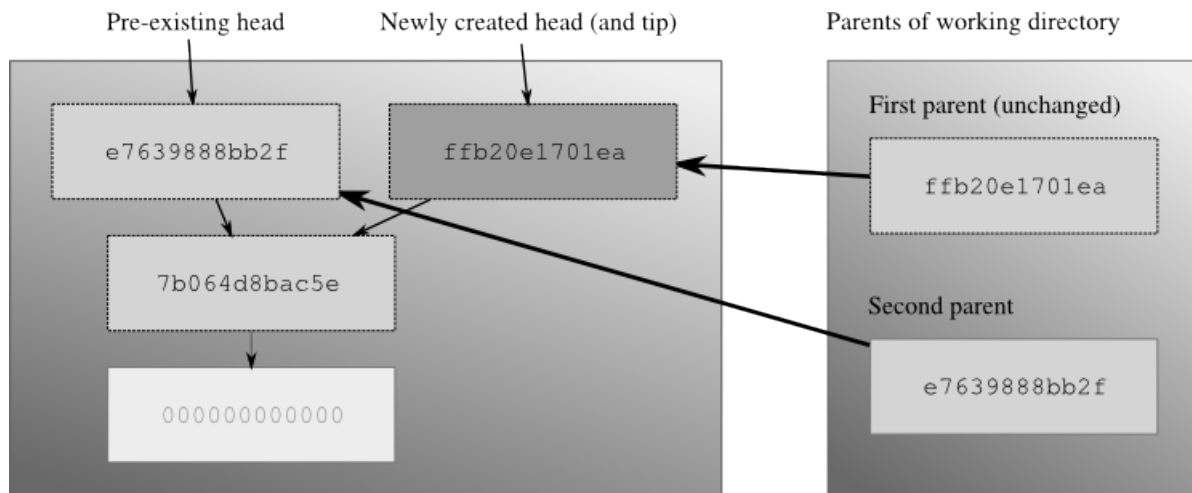 Pre-existing head
Newly created head (and tip)
Parents of working directory
First parent (unchanged)
e7639888bb2f
ffb20e1701ea
ffb20e1701ea
7b064d8bac5e
Second parent
e7639888bb2f
000000000000